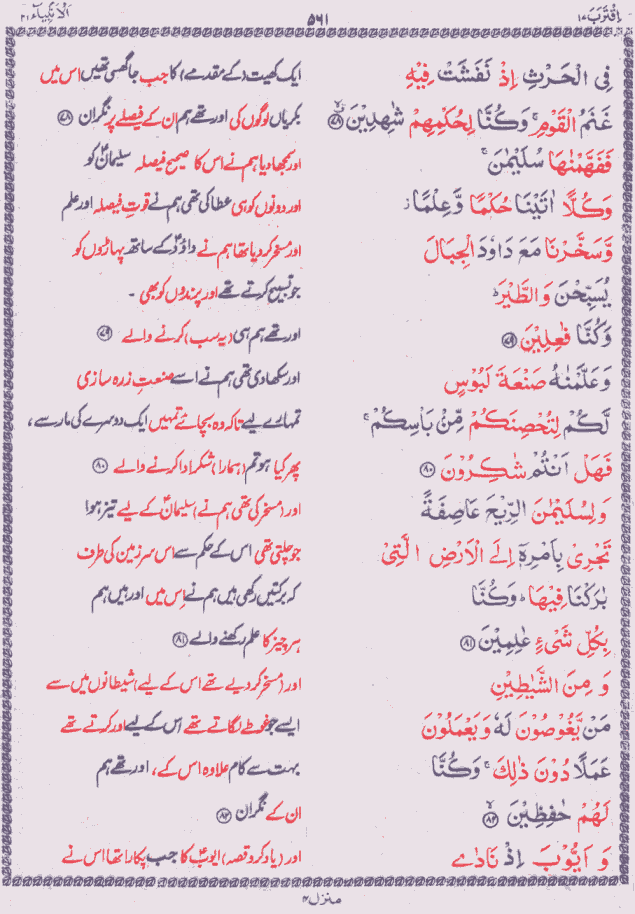 اِقْتَرَبَ ١٧ ٥٦١ الْاَنْبِیَآء ٢١
فِی الْحَرْثِ اِذْ نَفَشَتْ فِیْهِ ایک کھیت (کے مقدمے) کا جب جا گھسی تھیں اس میں
غَنَمُ الْقَوْمِ ۚ وَکُنَّا لِحُکْمِهِمْ شٰهِدِیْنَ ﴿۷۸﴾ بکریاں لوگوں کی اور تھے ہم ان کے فیصلے پر نگران ﴿۷۸﴾
فَفَهَّمْنٰهَا سُلَیْمٰنَ ۚ اور سمجھا دیا ہم نے اس کا صحیح فیصلہ سلیمانؑ کو
وَکُلًّا اٰتَیْنَا حُکْمًا وَّعِلْمًا ز اور دونوں کو ہی عطا کی تھی ہم نے قوتِ فیصلہ اور علم
وَّسَخَّرْنَا مَعَ دَاوٗدَ الْجِبَالَ اور مسخر کر دیا تھا ہم نے داؤدؑ کے ساتھ پہاڑوں کو
یُسَبِّحْنَ وَالطَّیْرَ ؕ جو تسبیح کرتے تھے اور پرندوں کو بھی ۔
وَکُنَّا فٰعِلِیْنَ ﴿۷۹﴾ اور تھے ہم ہی (یہ سب) کرنے والے ﴿۷۹﴾
وَعَلَّمْنٰهُ صَنْعَةَ لَبُوْسٍ اور سکھا دی تھی ہم نے اسے صنعتِ زرہ سازی
لَّکُمْ لِتُحْصِنَکُمْ مِّنْۢ بَاْسِکُمْ ۚ تمہارے لیے تاکہ وہ بچائے تمہیں ایک دوسرے کی مار سے،
فَهَلْ اَنْتُمْ شٰکِرُوْنَ ﴿۸۰﴾ پھر کیا ہو تم (ہمارا) شکر ادا کرنے والے ﴿۸۰﴾
وَلِسُلَیْمٰنَ الرِّیْحَ عَاصِفَةً اور (مسخر کی تھی ہم نے) سلیمانؑ کے لیے تیز ہوا
تَجْرِیْ بِاَمْرِهٖۤ اِلَی الْاَرْضِ الَّتِیْ جو چلتی تھی اس کے حکم سے اس سرزمین کی طرف
بٰرَکْنَا فِیْهَا ؕ وَکُنَّا کہ برکتیں رکھی ہیں ہم نے اس میں اور ہیں ہم
بِکُلِّ شَیْءٍ عٰلِمِیْنَ ﴿۸۱﴾ ہر چیز کا علم رکھنے والے ﴿۸۱﴾
وَ مِنَ الشَّیٰطِیْنِ اور (مسخر کر دیے تھے اس کے لیے) شیطانوں میں سے
مَنْ یَّغُوْصُوْنَ لَهٗ وَیَعْمَلُوْنَ ایسے جو غوطے لگاتے تھے اس کے لیے اور کرتے تھے
عَمَلًا دُوْنَ ذٰلِکَ ۚ وَکُنَّا بہت سے کام علاوہ اس کے، اور تھے ہم
لَهُمْ حٰفِظِیْنَ ﴿۸۲﴾ ان کے نگران ﴿۸۲﴾
وَ اَیُّوْبَ اِذْ نَادٰی اور (یاد کرو قصہ) ایوبؑ کا جب پکارا تھا اس نے
منزل ۴